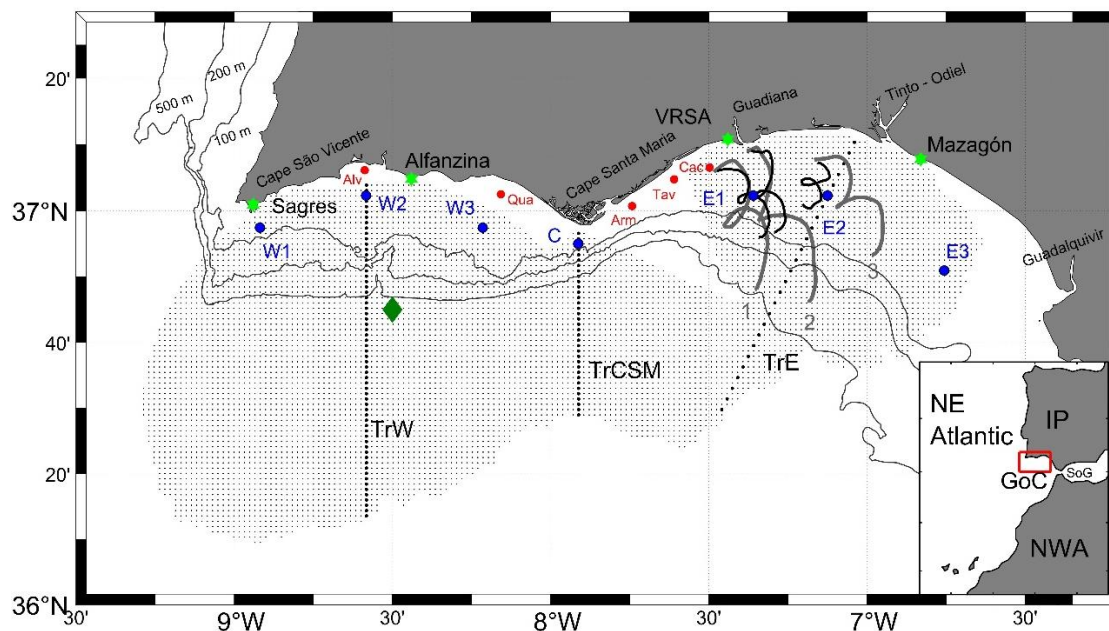 500 m
200 m
100 m
20'
Cape São Vicente
Cape Santa Maria
VRSA
Guadiana
Tinto - Odiel
Mazagón
Guadalquivir
Alfanzina
Sagres
Alv
Qua
Arm
Tav
Cac
37°N
W1
W2
W3
C
E1
E2
E3
1
2
3
40'
TrW
TrCSM
TrE
20'
NE
Atlantic
IP
GoC
SoG
NWA
36°N
30'
9°W
30'
8°W
30'
7°W
30'